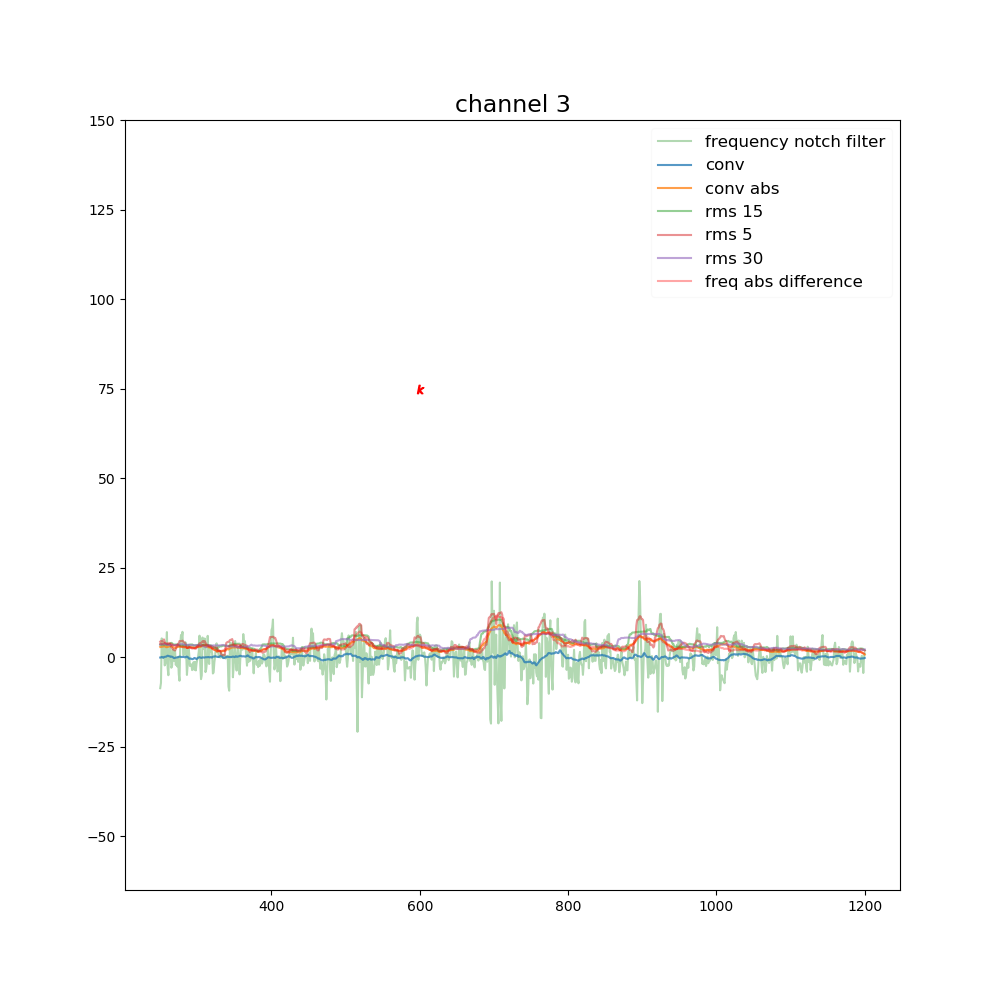 channel 3
150
125
100
75
50
25
0
−25
−50
400 600 800 1000 1200
frequency notch filter
conv
conv abs
rms 15
rms 5
rms 30
freq abs difference
k